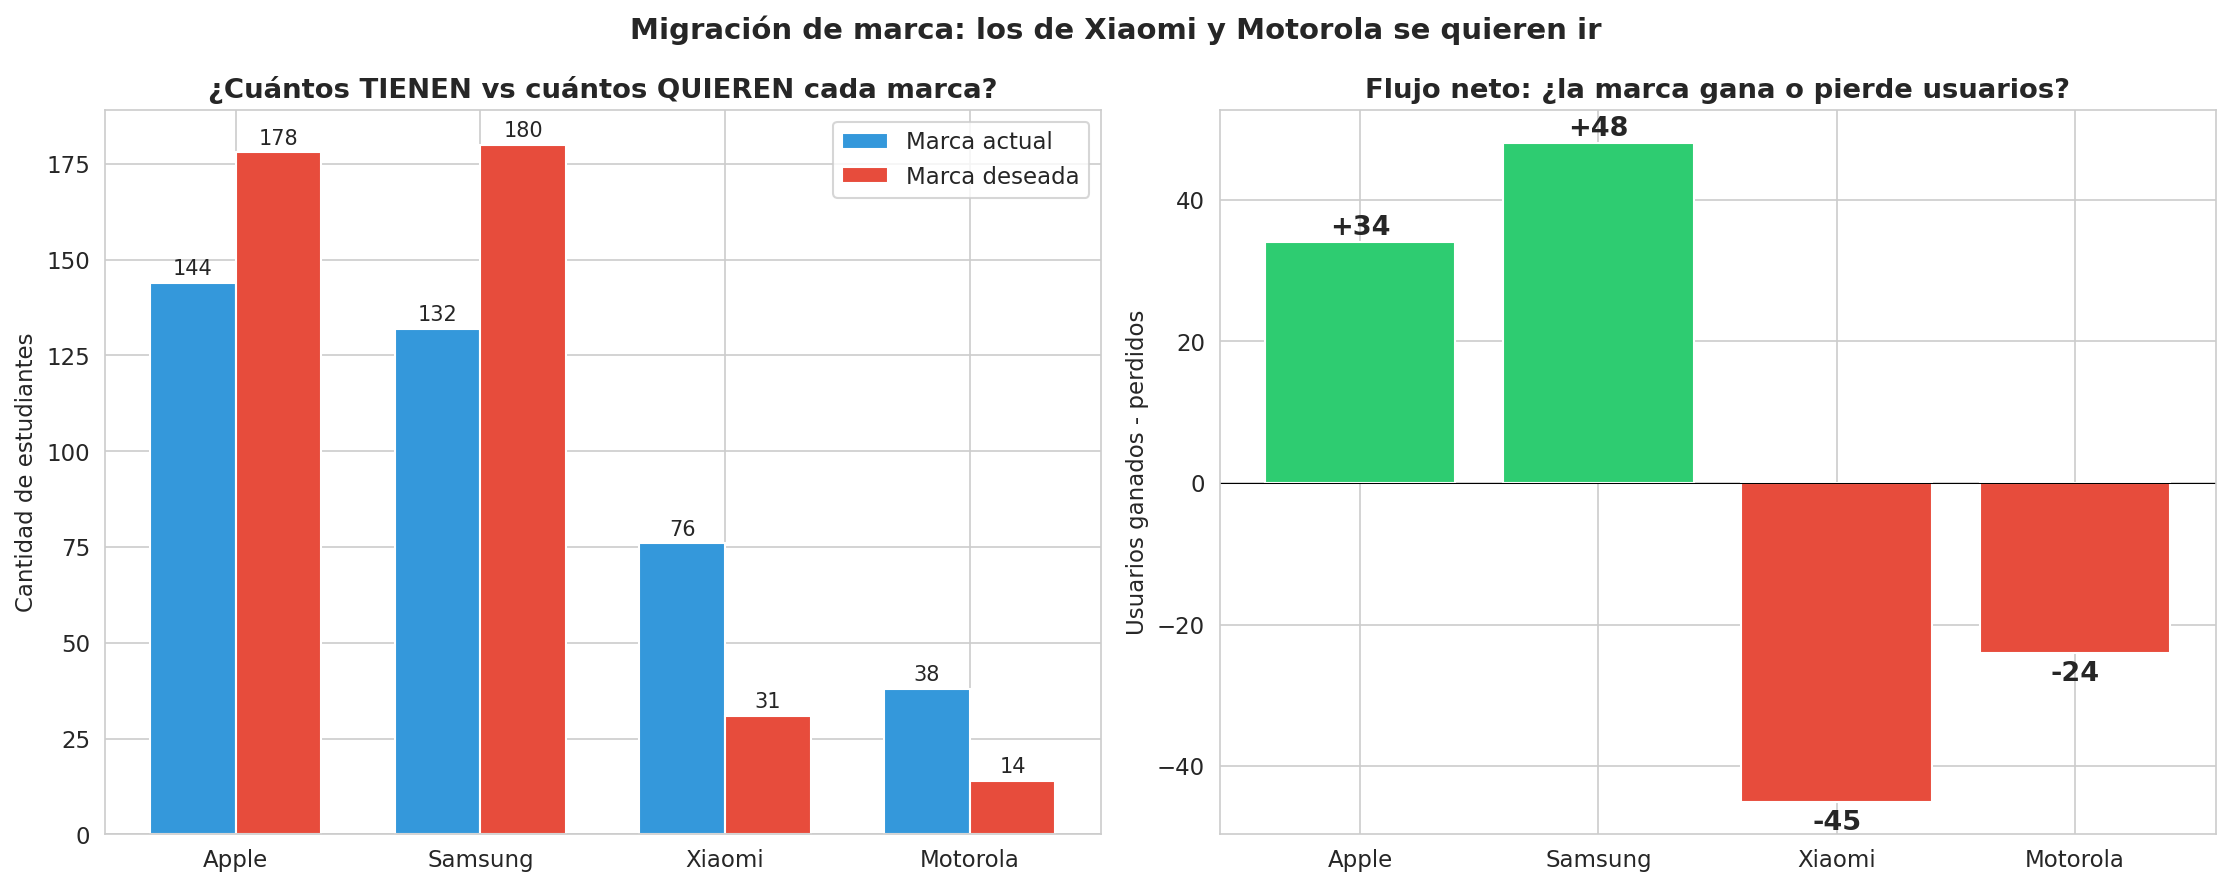 Migración de marca: los de Xiaomi y Motorola se quieren ir
¿Cuántos TIENEN vs cuántos QUIEREN cada marca?
Marca actual
Marca deseada
Cantidad de estudiantes
175
150
125
100
75
50
25
0
144
178
132
180
76
31
38
14
Apple
Samsung
Xiaomi
Motorola
Flujo neto: ¿la marca gana o pierde usuarios?
Usuarios ganados - perdidos
40
20
0
−20
−40
+34
+48
-45
-24
Apple
Samsung
Xiaomi
Motorola